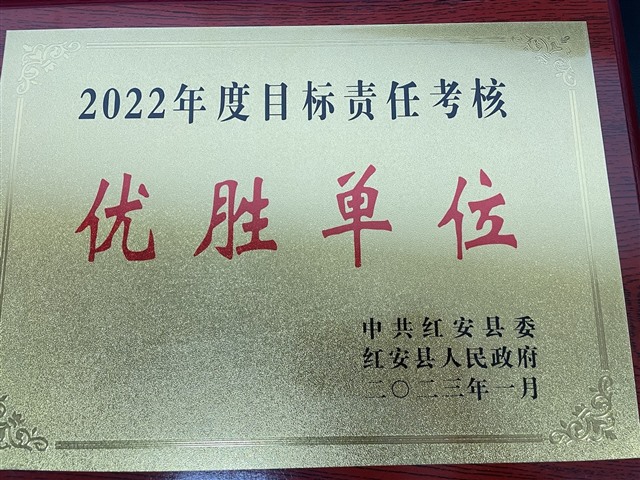 2022年度目标责任考核
优胜单位
中共红安县委
红安县人民政府
二〇二三年一月